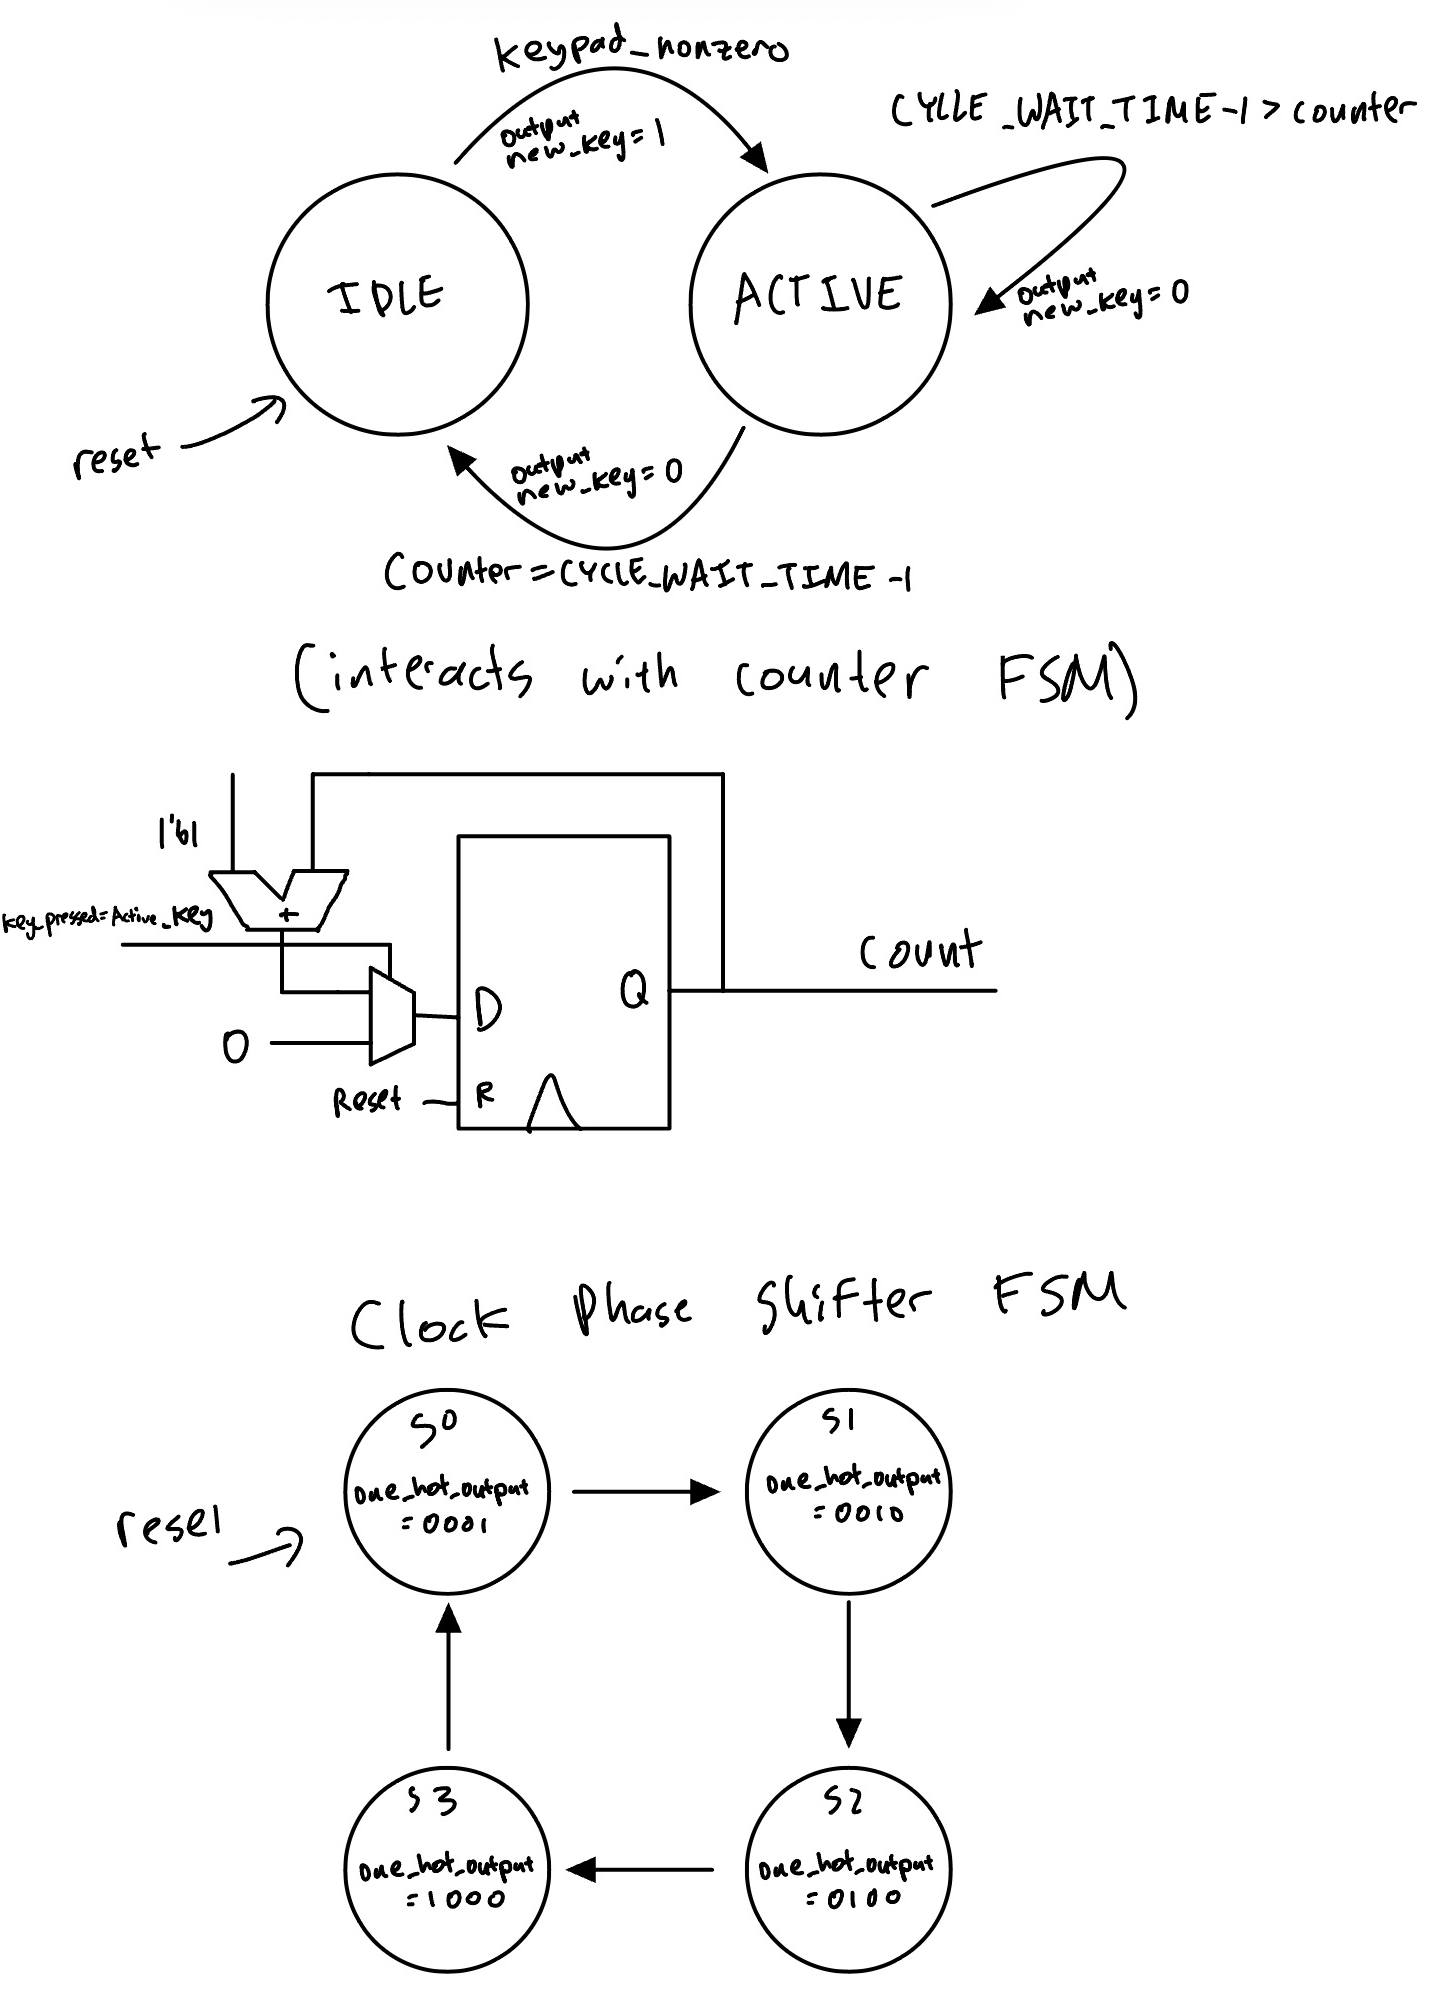 keypad_nonzero
output
new_key=1
CYCLE_WAIT_TIME-1 > counter
IDLE
ACTIVE
output
new_key=0
reset
output
new_key=0
Counter=CYCLE_WAIT_TIME-1
(interacts with counter FSM)
1'b1
+
key_pressed=Active_key
Count
Q
D
0
Reset
R
Clock Phase Shifter FSM
S0
one_hot_output
=0001
S1
one_hot_output
=0010
reset
S3
one_hot_output
=1000
S2
one_hot_output
=0100